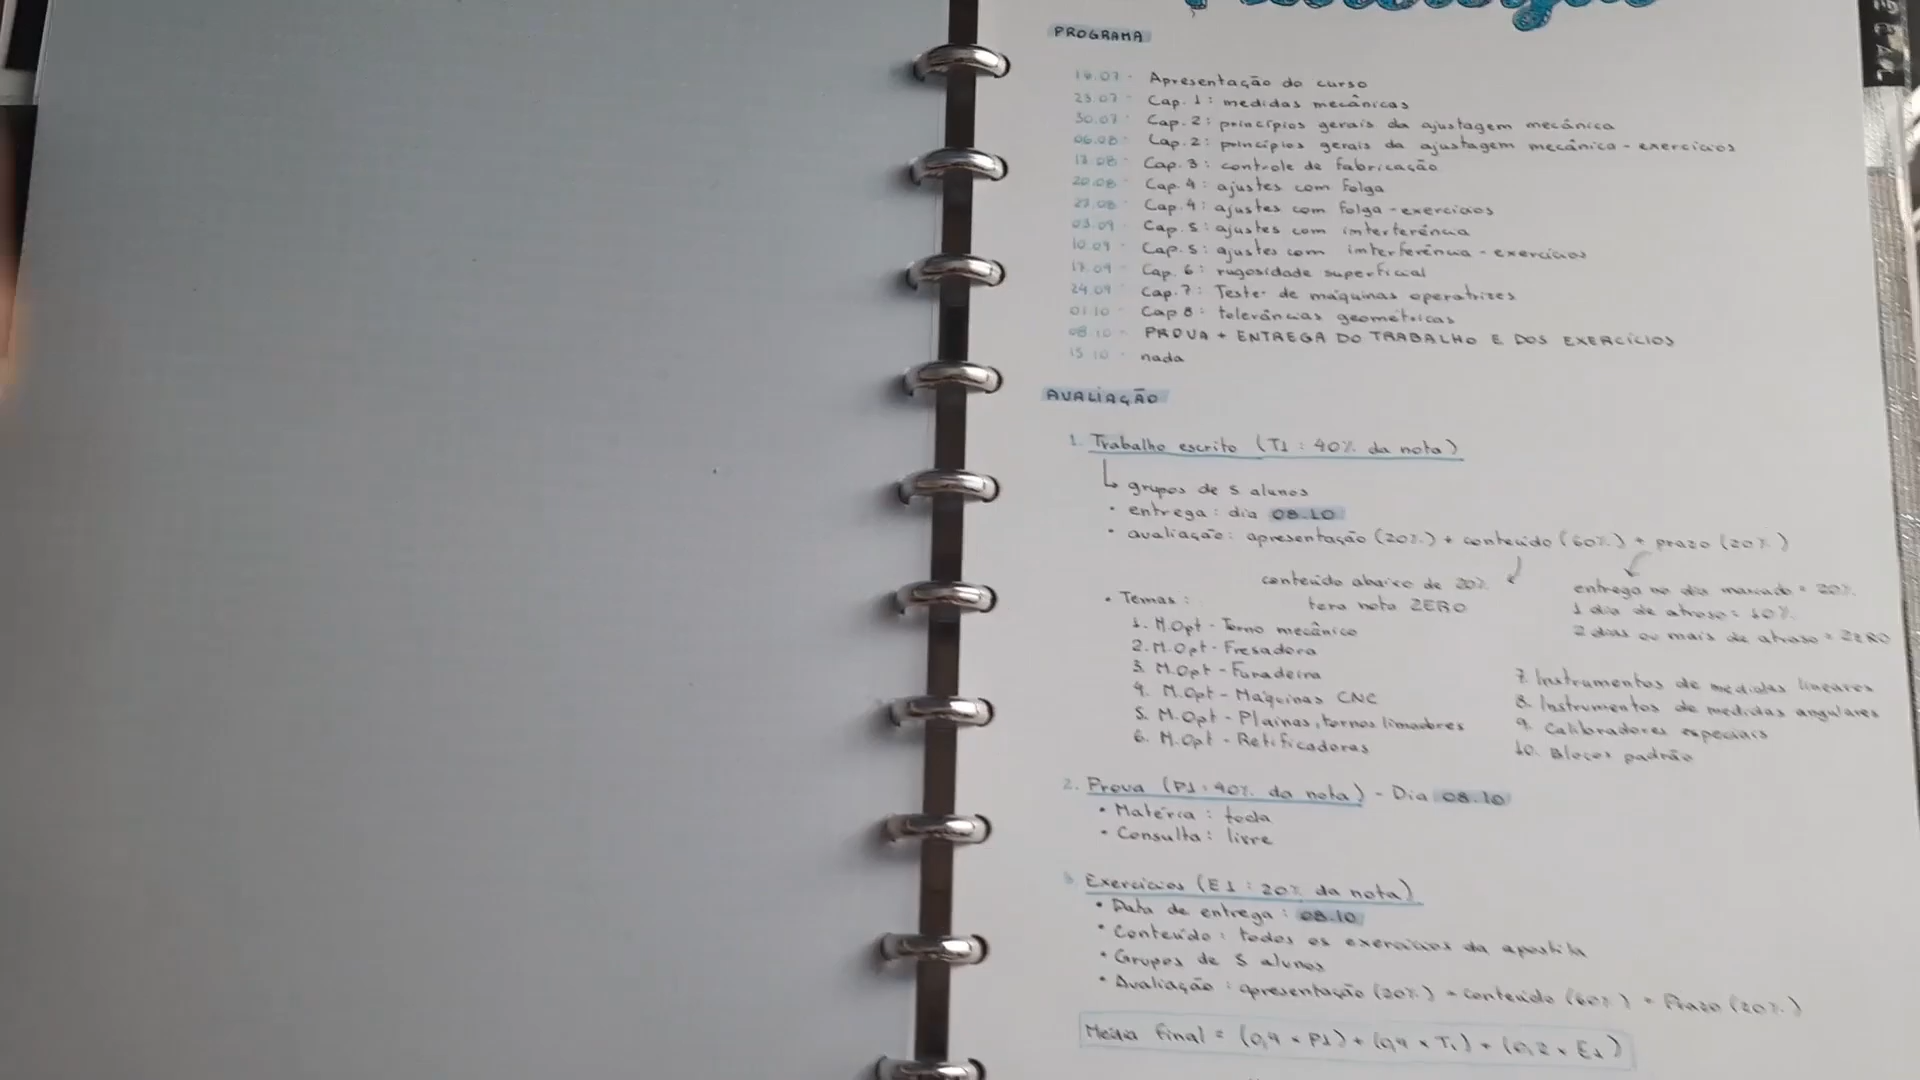 PROGRAMA
16.07 - Apresentação do curso
23.07 - Cap. 1: medidas mecânicas
30.07 - Cap. 2: princípios gerais da ajustagem mecânica
06.08 - Cap. 2: princípios gerais da ajustagem mecânica - exercícios
13.08 - Cap. 3: controle de fabricação
20.08 - Cap. 4: ajustes com folga
27.08 - Cap. 4: ajustes com folga - exercícios
03.09 - Cap. 5: ajustes com interferência
10.09 - Cap. 5: ajustes com interferência - exercícios
17.09 - Cap. 6: rugosidade superficial
24.09 - Cap. 7: Teste de máquinas operatrizes
01.10 - Cap 8: tolerâncias geométricas
08.10 - PROVA + ENTREGA DO TRABALHO E DOS EXERCÍCIOS
15.10 - nada
AVALIAÇÃO
1. Trabalho escrito (T1: 40% da nota)
grupos de 5 alunos
• entrega: dia 08.10
• avaliação: apresentação (20%) + conteúdo (60%) + prazo (20%)
conteúdo abaixo de 20%
tera nota ZERO
entrega no dia marcado = 20%
1 dia de atraso = 10%
2 dias ou mais de atraso = ZERO
• Temas:
1. M.Opt - Torno mecânico
2. M.Opt - Fresadora
3. M.Opt - Furadeira
4. M.Opt - Máquinas CNC
5. M.Opt - Plainas, tornos limadores
6. M.Opt - Retificadoras
7. Instrumentos de medidas lineares
8. Instrumentos de medidas angulares
9. Calibradores especiais
10. Blocos padrão
2. Prova (P1: 40% da nota) - Dia 08.10
• Matéria: toda
• Consulta: livre
3. Exercícios (E1: 20% da nota)
• Data de entrega: 08.10
• Conteúdo: todos os exercícios da apostila
• Grupos de 5 alunos
• Avaliação: apresentação (20%) + conteúdo (60%) + Prazo (20%)
Média final = (0,4 x P1) + (0,4 x T1) + (0,2 x E1)